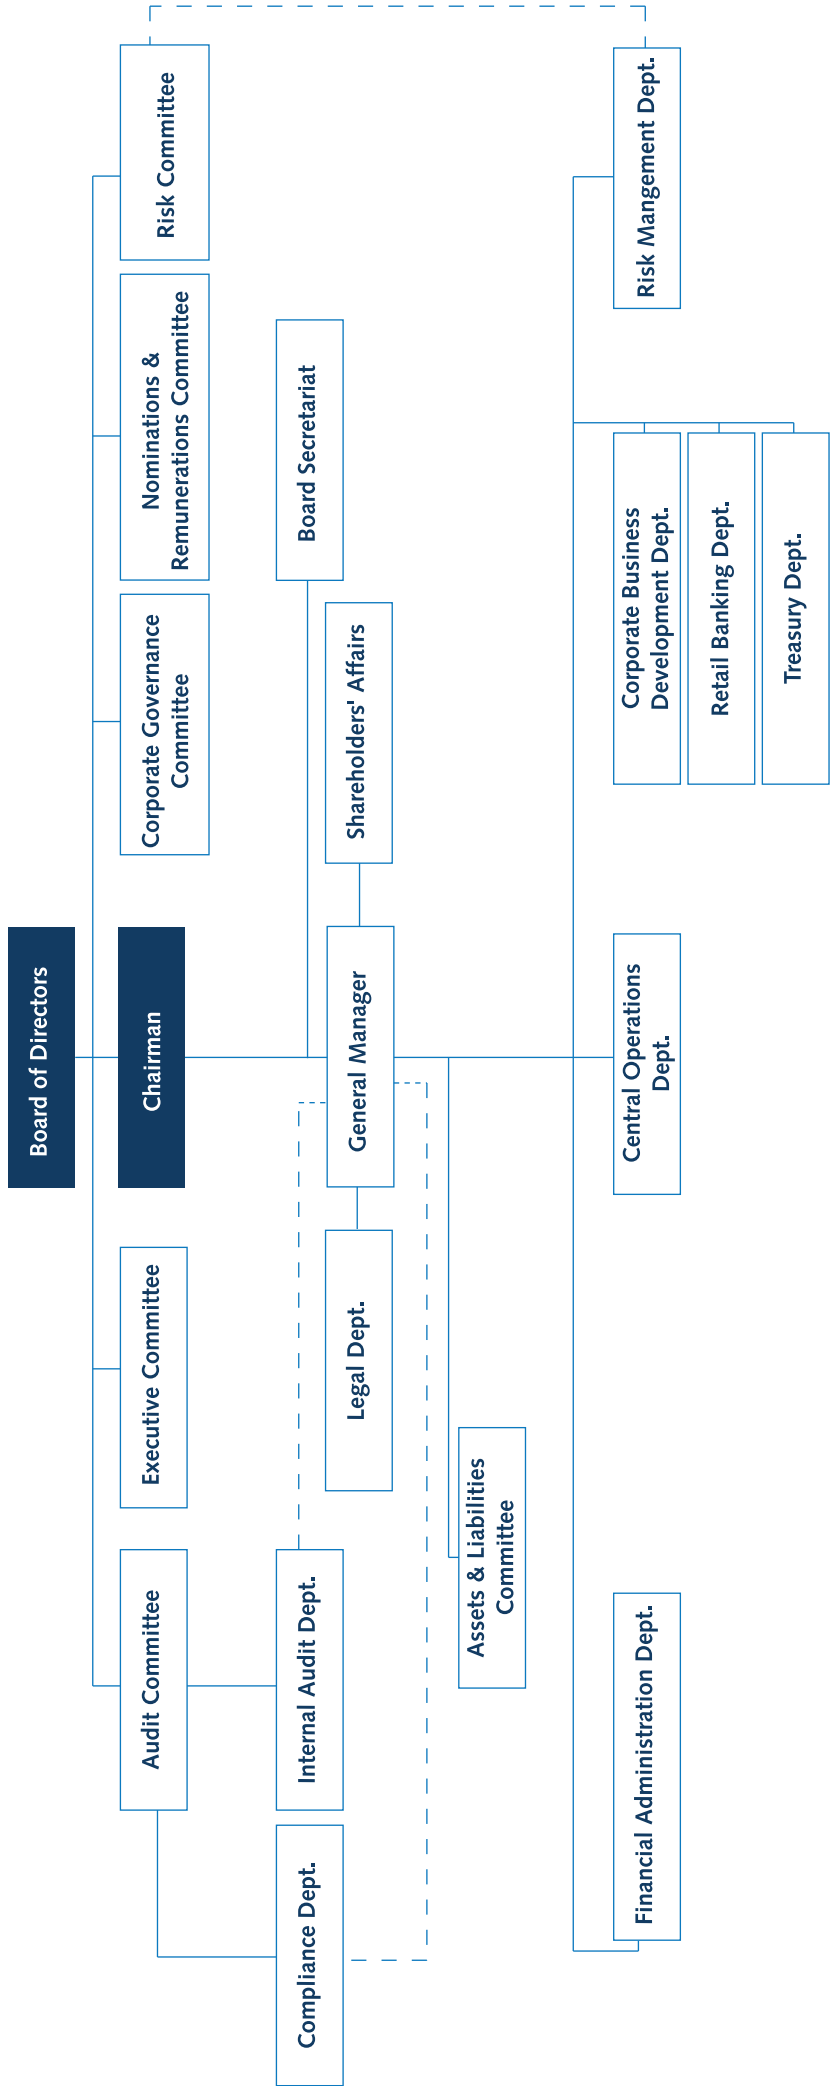 Board of Directors
Audit Committee
Executive Committee
Chairman
Corporate Governance
Committee
Nominations &
Remunerations Committee
Risk Committee
Compliance Dept.
Internal Audit Dept.
Board Secretariat
Legal Dept.
General Manager
Shareholders' Affairs
Assets & Liabilities
Committee
Financial Administration Dept.
Central Operations
Dept.
Corporate Business
Development Dept.
Retail Banking Dept.
Treasury Dept.
Risk Mangement Dept.